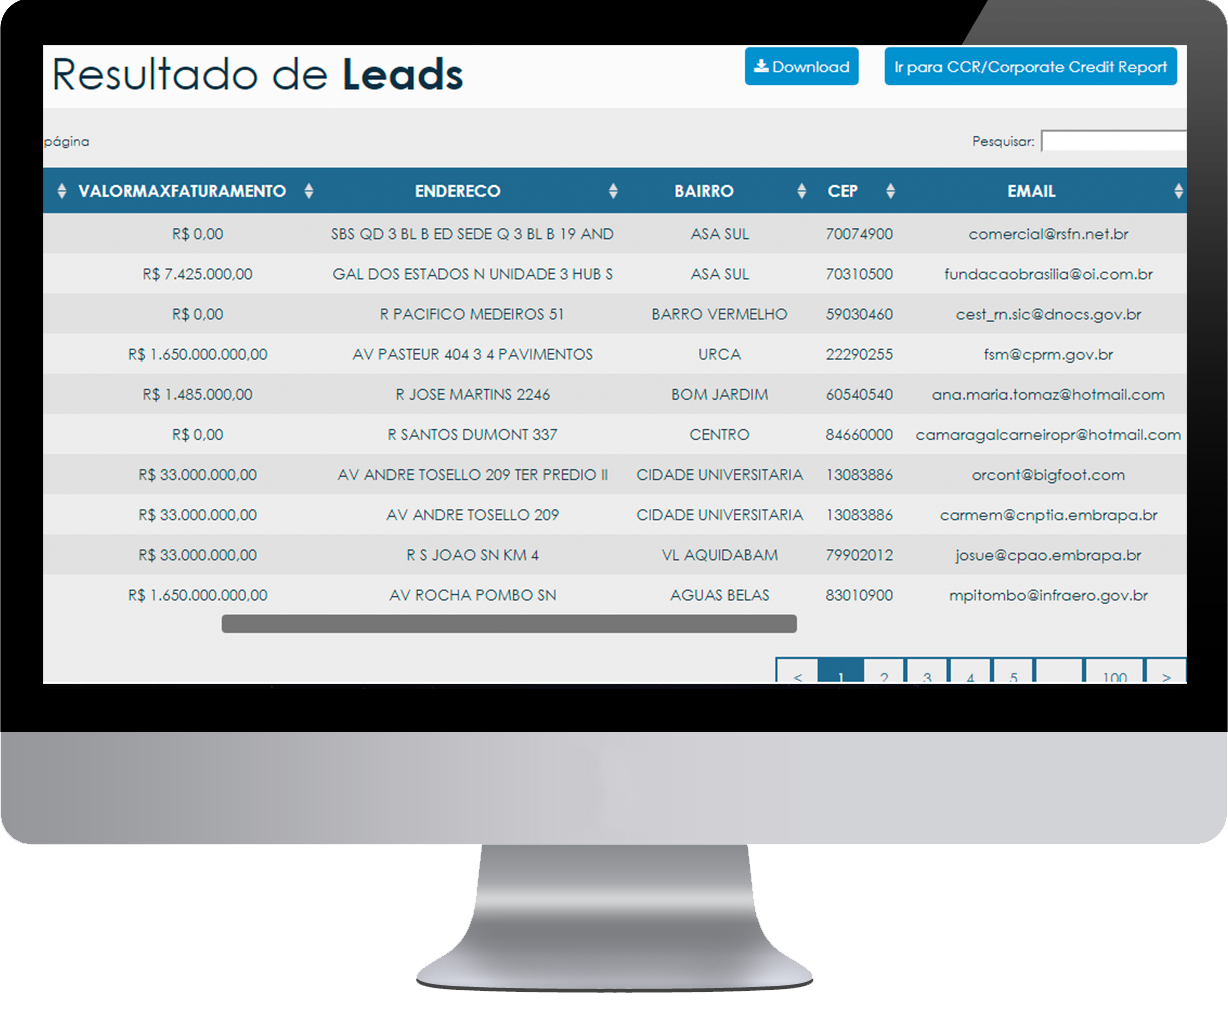 Resultado de Leads
Download
Ir para CCR/Corporate Credit Report
página
Pesquisar:
VALORMAXFATURAMENTO ENDERECO BAIRRO CEP EMAIL
R$ 0,00 SBS QD 3 BL B ED SEDE Q 3 BL B 19 AND ASA SUL 70074900 comercial@rsfn.net.br
R$ 7.425.000,00 GAL DOS ESTADOS N UNIDADE 3 HUB S ASA SUL 70310500 fundacaobrasilia@oi.com.br
R$ 0,00 R PACIFICO MEDEIROS 51 BARRO VERMELHO 59030460 cest_rn.sic@dnocs.gov.br
R$ 1.650.000.000,00 AV PASTEUR 404 3 4 PAVIMENTOS URCA 22290255 fsm@cprm.gov.br
R$ 1.485.000,00 R JOSE MARTINS 2246 BOM JARDIM 60540540 ana.maria.tomaz@hotmail.com
R$ 0,00 R SANTOS DUMONT 337 CENTRO 84660000 camaragalcarneiropr@hotmail.com
R$ 33.000.000,00 AV ANDRE TOSELLO 209 TER PREDIO II CIDADE UNIVERSITARIA 13083886 orcont@bigfoot.com
R$ 33.000.000,00 AV ANDRE TOSELLO 209 CIDADE UNIVERSITARIA 13083886 carmem@cnptia.embrapa.br
R$ 33.000.000,00 R S JOAO SN KM 4 VL AQUIDABAM 79902012 josue@cpao.embrapa.br
R$ 1.650.000.000,00 AV ROCHA POMBO SN AGUAS BELAS 83010900 mpitombo@infraero.gov.br
< 1 2 3 4 5 100 >